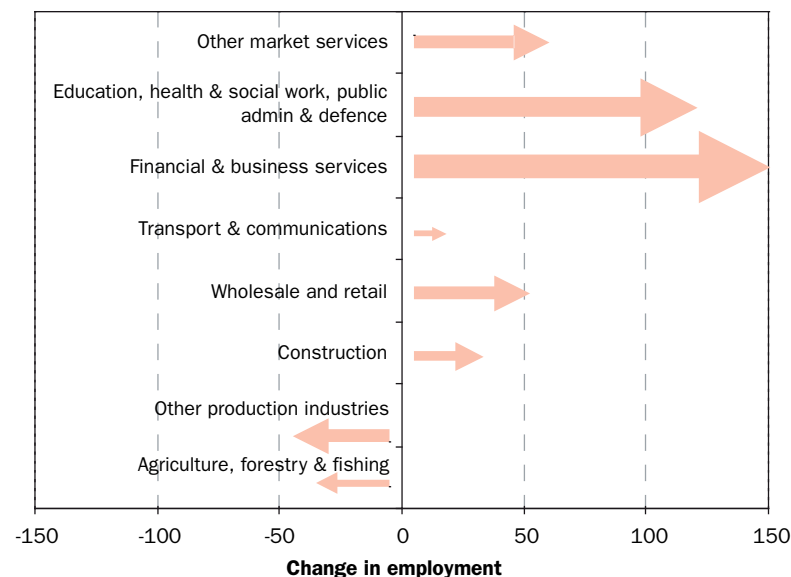 Other market services
Education, health & social work, public
admin & defence
Financial & business services
Transport & communications
Wholesale and retail
Construction
Other production industries
Agriculture, forestry & fishing
-150 -100 -50 0 50 100 150
Change in employment